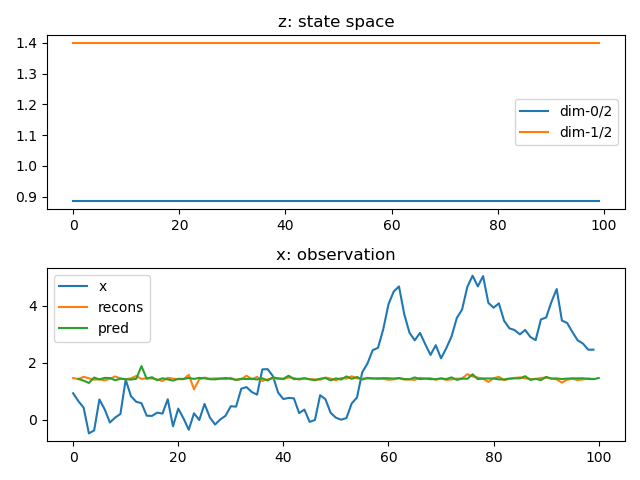 z: state space
1.4
1.3
1.2
1.1
1.0
0.9
dim-0/2
dim-1/2
0 20 40 60 80 100
x: observation
4
2
0
x
recons
pred
0 20 40 60 80 100